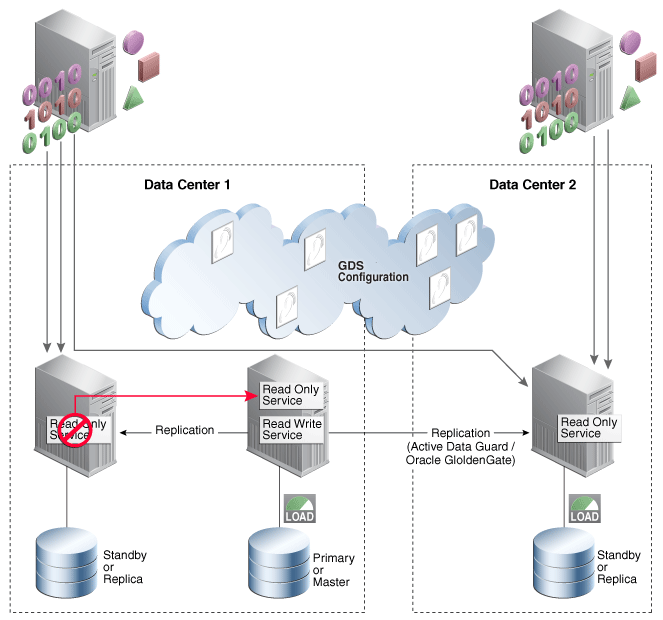 0010
1010
0100
0010
1010
0100
Data Center 1
Data Center 2
GDS
Configuration
Read Only
Service
Read Only
Service
Read Write
Service
Read Only
Service
Replication
Replication
(Active Data Guard /
Oracle GloldenGate)
LOAD
LOAD
Standby
or
Replica
Primary
or
Master
Standby
or
Replica